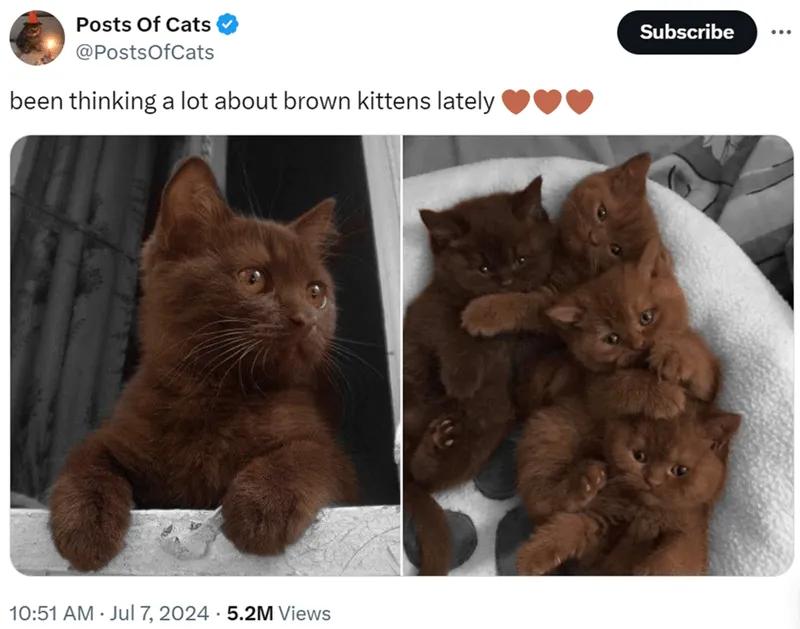 Posts Of Cats
@PostsOfCats
Subscribe
been thinking a lot about brown kittens lately 🤎🤎🤎
10:51 AM · Jul 7, 2024 · 5.2M Views